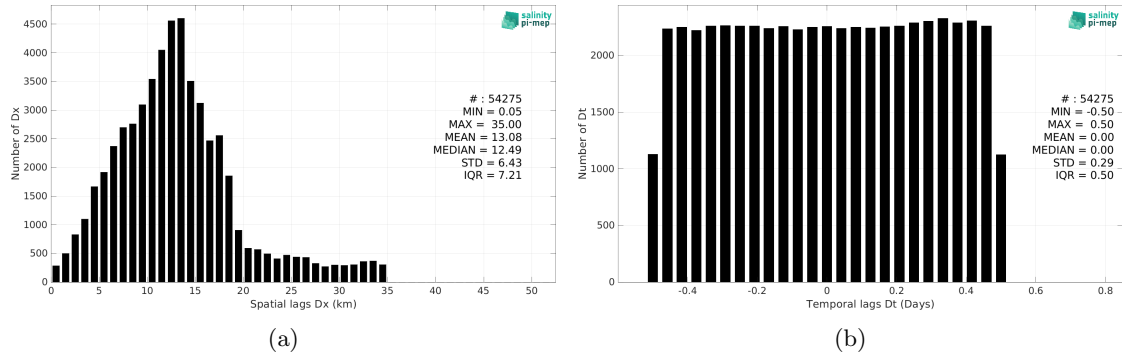 4500
4000
3500
3000
2500
2000
1500
1000
500
0
Number of Dx
salinity
pi-mep
# : 54275
MIN = 0.05
MAX = 35.00
MEAN = 13.08
MEDIAN = 12.49
STD = 6.43
IQR = 7.21
0 5 10 15 20 25 30 35 40 45 50
Spatial lags Dx (km)
(a)
2000
1500
1000
500
0
Number of Dt
salinity
pi-mep
# : 54275
MIN = -0.50
MAX = 0.50
MEAN = 0.00
MEDIAN = 0.00
STD = 0.29
IQR = 0.50
-0.4 -0.2 0 0.2 0.4 0.6 0.8
Temporal lags Dt (Days)
(b)